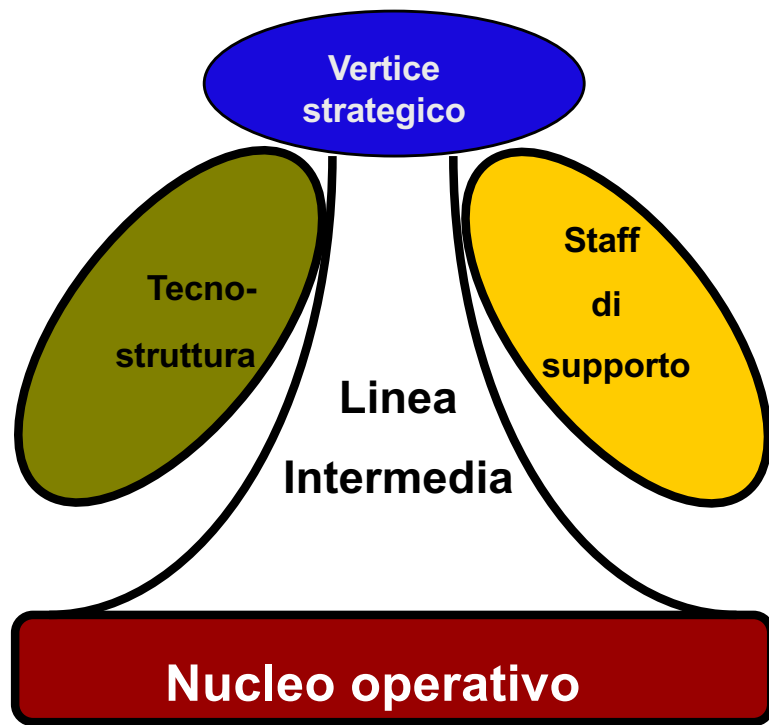 Vertice
strategico
Tecno-
struttura
Staff
di
supporto
Linea
Intermedia
Nucleo operativo